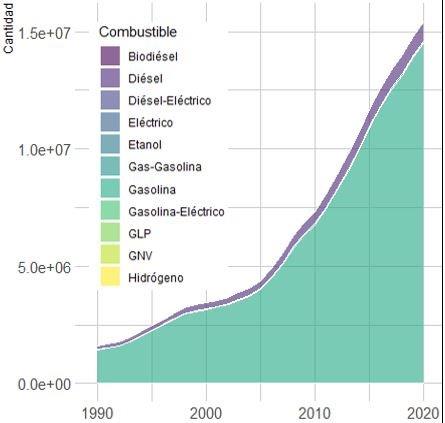 Cantidad
1.5e+07
1.0e+07
5.0e+06
0.0e+00
Combustible
Biodiésel
Diésel
Diésel-Eléctrico
Eléctrico
Etanol
Gas-Gasolina
Gasolina
Gasolina-Eléctrico
GLP
GNV
Hidrógeno
1990
2000
2010
2020